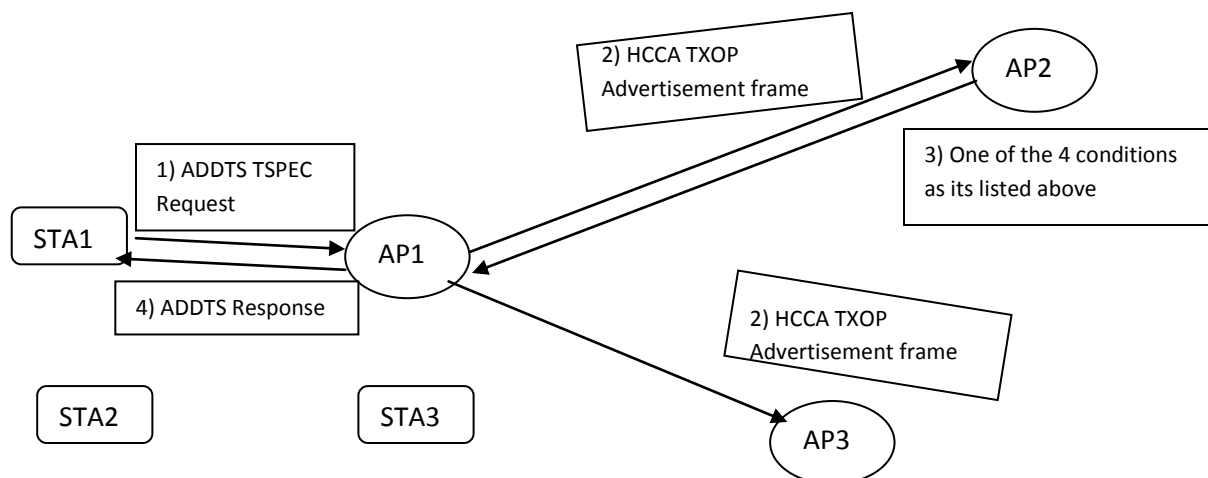 2) HCCA TXOP
Advertisement frame
AP2
1) ADDTS TSPEC
Request
3) One of the 4 conditions
as its listed above
STA1
AP1
4) ADDTS Response
2) HCCA TXOP
Advertisement frame
STA2
STA3
AP3